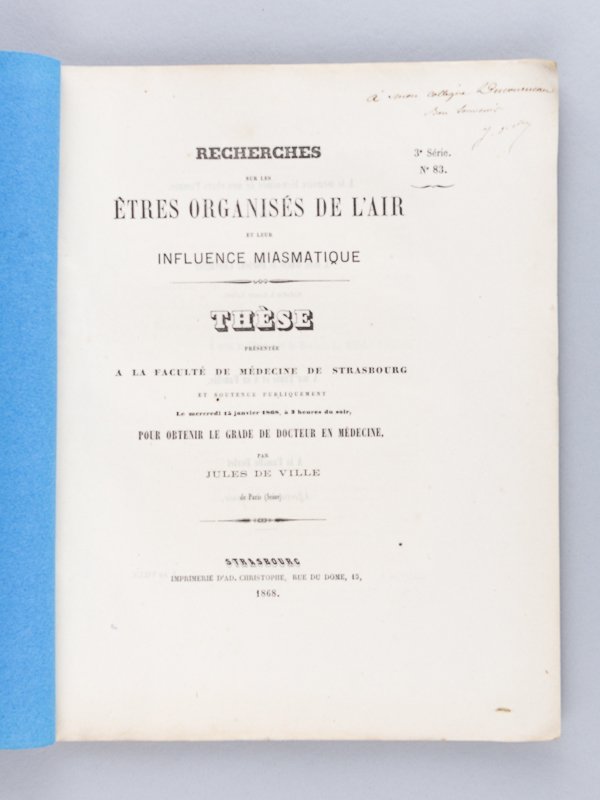 à mon collègue
Bon souvenir
3e Série.
No 83.
RECHERCHES
SUR LES
ÊTRES ORGANISÉS DE L'AIR
ET LEUR
INFLUENCE MIASMATIQUE
THÈSE
PRÉSENTÉE
A LA FACULTÉ DE MÉDECINE DE STRASBOURG
ET SOUTENUE PUBLIQUEMENT
Le mercredi 15 janvier 1868, à 3 heures du soir,
POUR OBTENIR LE GRADE DE DOCTEUR EN MÉDECINE,
PAR
JULES DE VILLE
de Paris (Seine)
STRASBOURG
IMPRIMERIE D'AD. CHRISTOPHE, RUE DU DOME, 15,
1868.